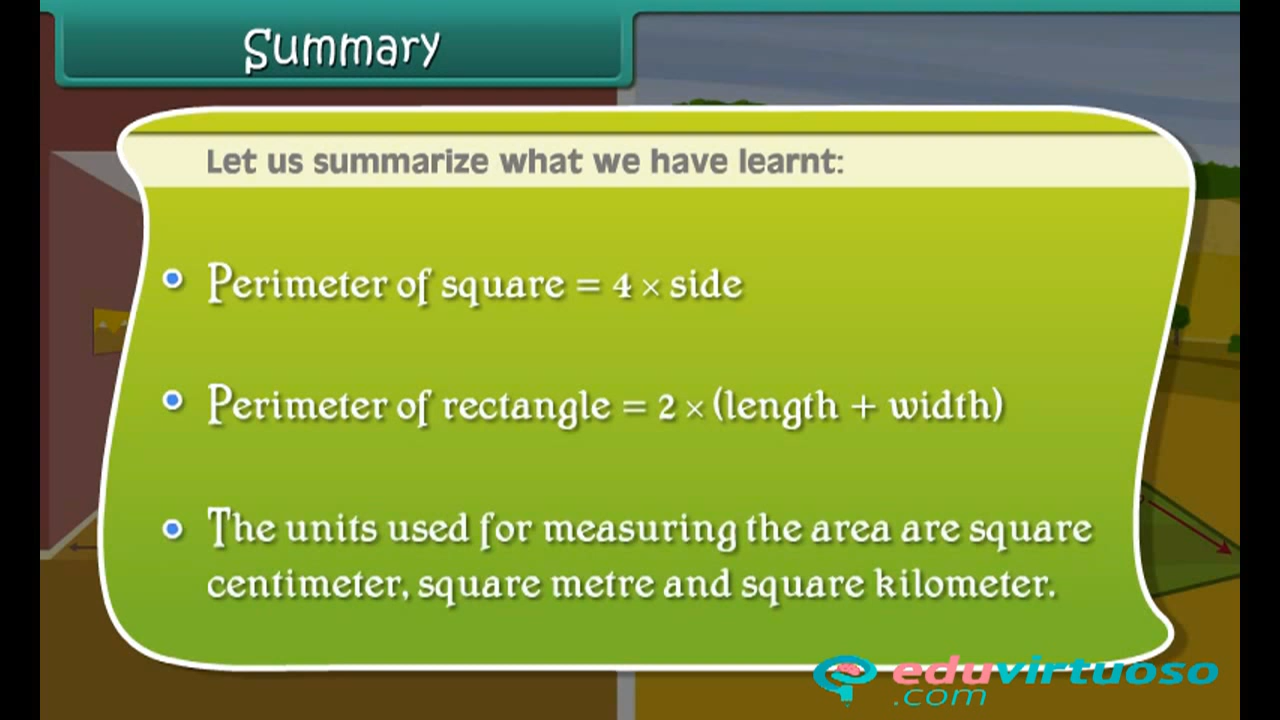 Summary
Let us summarize what we have learnt:
Perimeter of square = 4 × side
Perimeter of rectangle = 2 × (length + width)
The units used for measuring the area are square
centimeter, square metre and square kilometer.
eduvirtuoso
.com